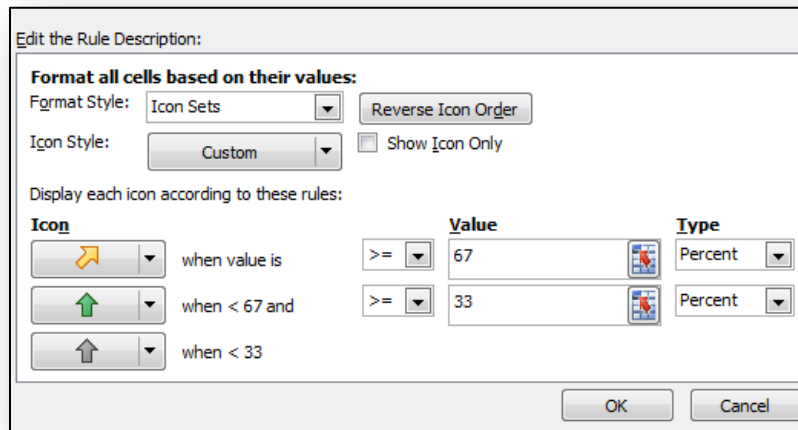 Edit the Rule Description:
Format all cells based on their values:
Format Style: Icon Sets Reverse Icon Order
Icon Style: Custom Show Icon Only
Display each icon according to these rules:
Icon Value Type
when value is >= 67 Percent
when < 67 and >= 33 Percent
when < 33
OK Cancel